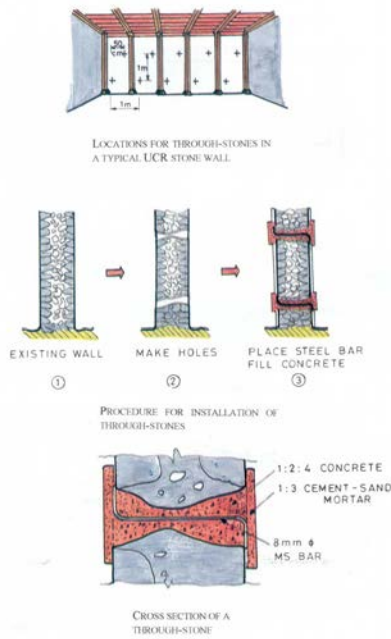 50
cm
1m
1m
LOCATIONS FOR THROUGH-STONES IN
A TYPICAL UCR STONE WALL
EXISTING WALL
①
MAKE HOLES
②
PLACE STEEL BAR
FILL CONCRETE
③
PROCEDURE FOR INSTALLATION OF
THROUGH-STONES
1:2:4 CONCRETE
1:3 CEMENT-SAND
MORTAR
8mm ϕ
MS BAR
CROSS SECTION OF A
THROUGH-STONE